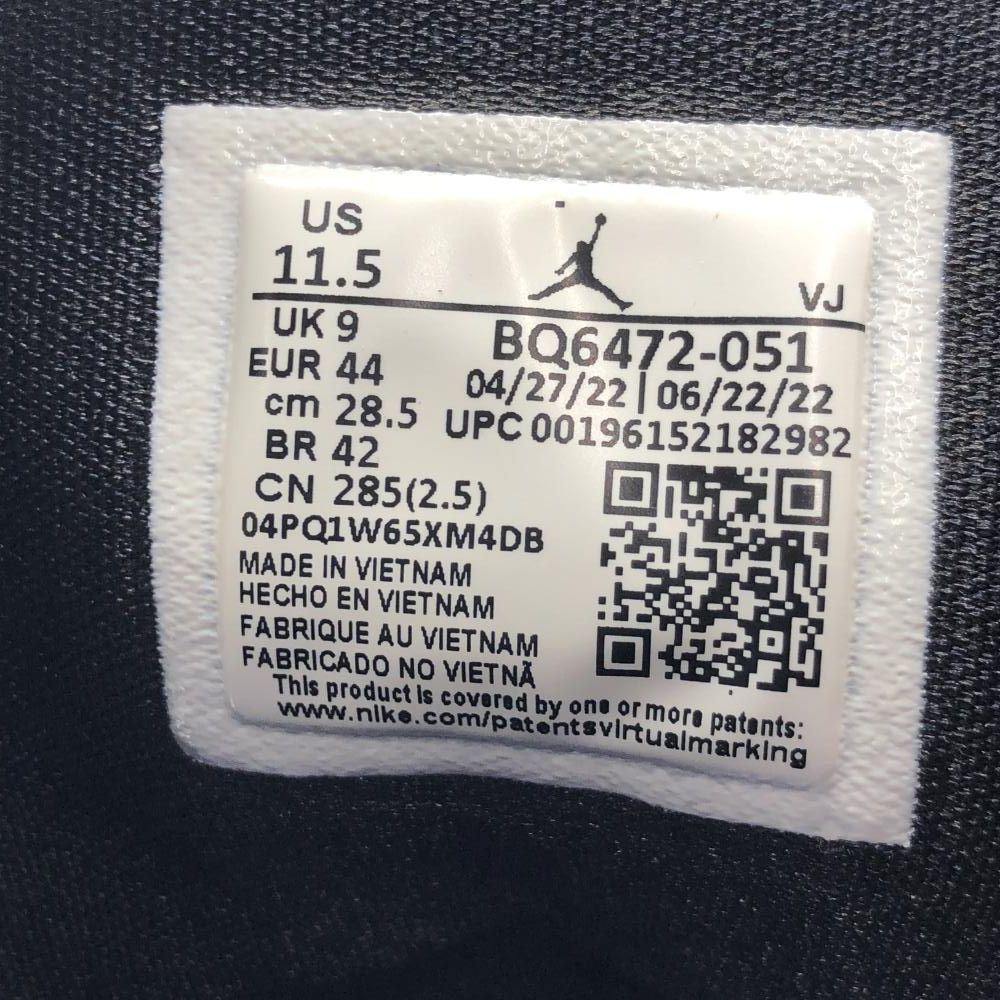 US
11.5
VJ
UK 9
BQ6472-051
EUR 44
04/27/22 | 06/22/22
cm 28.5
UPC 00196152182982
BR 42
CN 285(2.5)
04PQ1W65XM4DB
MADE IN VIETNAM
HECHO EN VIETNAM
FABRIQUE AU VIETNAM
FABRICADO NO VIETNÃ
This product is covered by one or more patents:
www.nike.com/patentsvirtualmarking